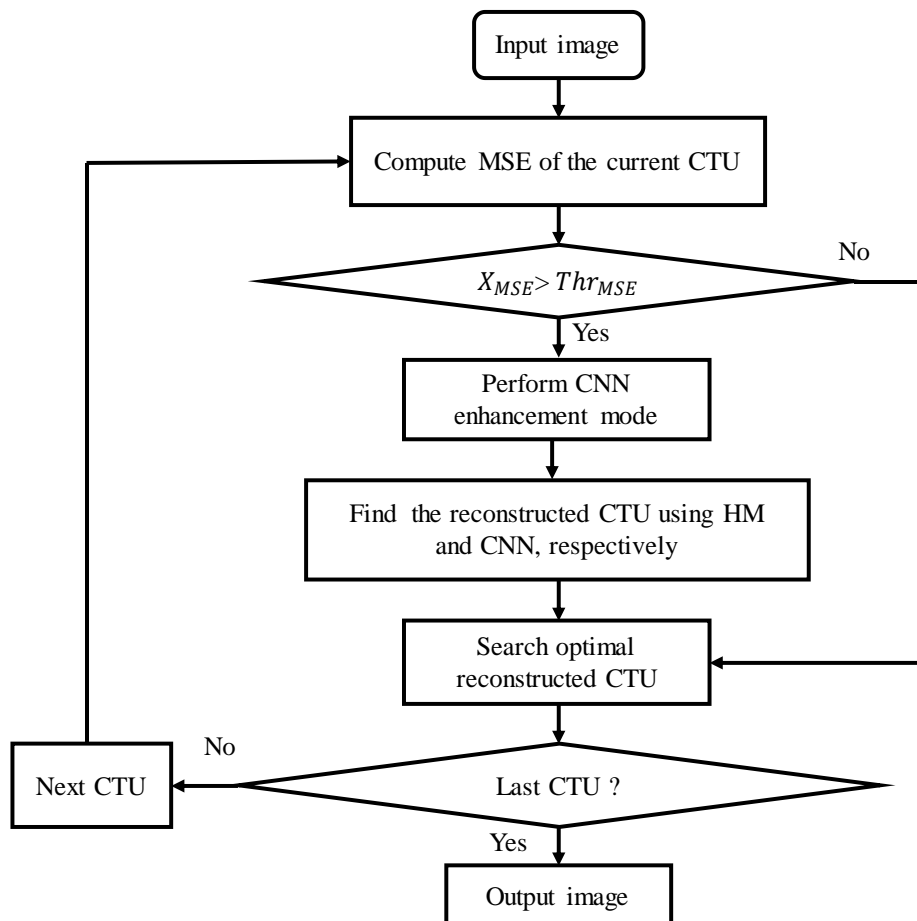 Input image
Compute MSE of the current CTU
No
X_MSE > Thr_MSE
Yes
Perform CNN
enhancement mode
Find the reconstructed CTU using HM
and CNN, respectively
Search optimal
reconstructed CTU
No
Next CTU
Last CTU ?
Yes
Output image